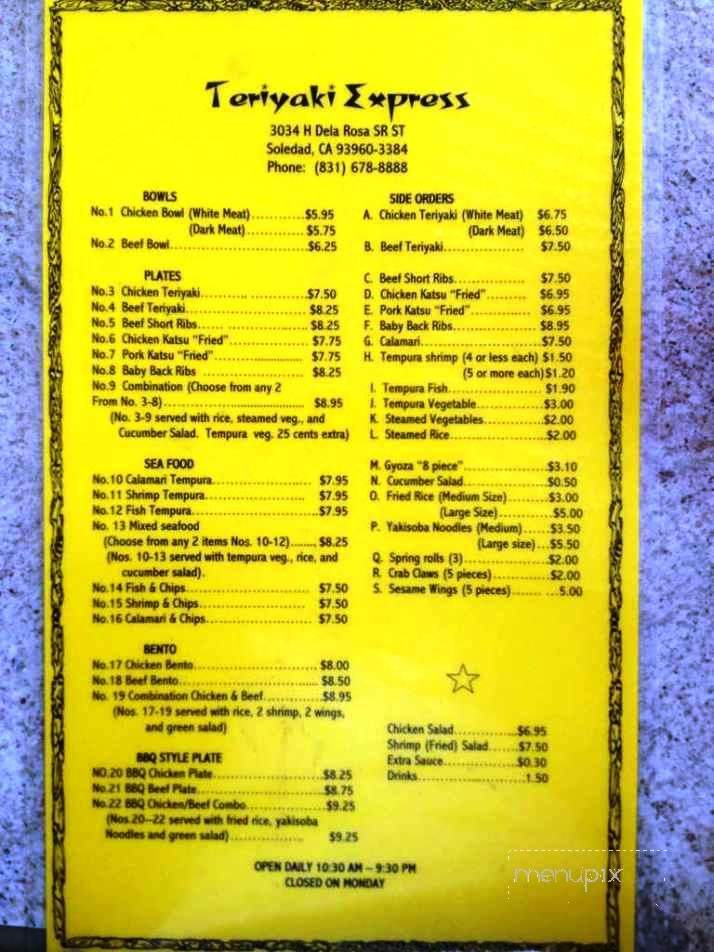 Teriyaki Express
3034 H Dela Rosa SR ST
Soledad, CA 93960-3384
Phone: (831) 678-8888
BOWLS
No.1 Chicken Bowl (White Meat).............$5.95
(Dark Meat).............$5.75
No.2 Beef Bowl...................................$6.25
PLATES
No.3 Chicken Teriyaki......... ...............$7.50
No.4 Beef Teriyaki.............................$8.25
No.5 Beef Short Ribs...... ....................$8.25
No.6 Chicken Katsu "Fried"................... $7.75
No.7 Pork Katsu "Fried" ...................... $7.75
No.8 Baby Back Ribs ........................ $8.25
No.9 Combination (Choose from any 2
From No. 3-8)................................... $8.95
(No. 3-9 served with rice, steamed veg., and
Cucumber Salad. Tempura veg. 25 cents extra)
SEA FOOD
No.10 Calamari Tempura........................ $7.95
No.11 Shrimp Tempura......................... $7.95
No.12 Fish Tempura.............................$7.95
No. 13 Mixed seafood
(Choose from any 2 items Nos. 10-12)........ $8.25
(Nos. 10-13 served with tempura veg., rice, and
cucumber salad).
No.14 Fish & Chips.............................. $7.50
No.15 Shrimp & Chips.......................... $7.50
No.16 Calamari & Chips........................ $7.50
BENTO
No.17 Chicken Bento............................. $8.00
No.18 Beef Bento................................. $8.50
No. 19 Combination Chicken & Beef..............$8.95
(Nos. 17-19 served with rice, 2 shrimp, 2 wings,
and green salad)
BBQ STYLE PLATE
NO.20 BBQ Chicken Plate...........................$8.25
No.21 BBQ Beef Plate...............................$8.75
No.22 BBQ Chicken/Beef Combo...................$9.25
(Nos.20--22 served with fried rice, yakisoba
Noodles and green salad)................. $9.25
SIDE ORDERS
A. Chicken Teriyaki (White Meat) $6.75
(Dark Meat) $6.50
B. Beef Teriyaki................... $7.50
C. Beef Short Ribs................. $7.50
D. Chicken Katsu "Fried"......... $6.95
E. Pork Katsu "Fried"............. $6.95
F. Baby Back Ribs...................$8.95
G. Calamari...........................$7.50
H. Tempura shrimp (4 or less each) $1.50
(5 or more each)$1.20
I. Tempura Fish..................... $1.90
J. Tempura Vegetable...............$3.00
K. Steamed Vegetables..............$2.00
L. Steamed Rice.....................$2.00
M. Gyoza "8 piece"...................$3.10
N. Cucumber Salad...................$0.50
O. Fried Rice (Medium Size).........$3.00
(Large Size)............$5.00
P. Yakisoba Noodles (Medium)......$3.50
(Large size)...$5.50
Q. Spring rolls (3)......................$2.00
R. Crab Claws (5 pieces).............$2.00
S. Sesame Wings (5 pieces)....... ...5.00
Chicken Salad..............$6.95
Shrimp (Fried) Salad.......$7.50
Extra Sauce.................$0.30
Drinks..........................1.50
OPEN DAILY 10:30 AM – 9:30 PM
CLOSED ON MONDAY
menupix